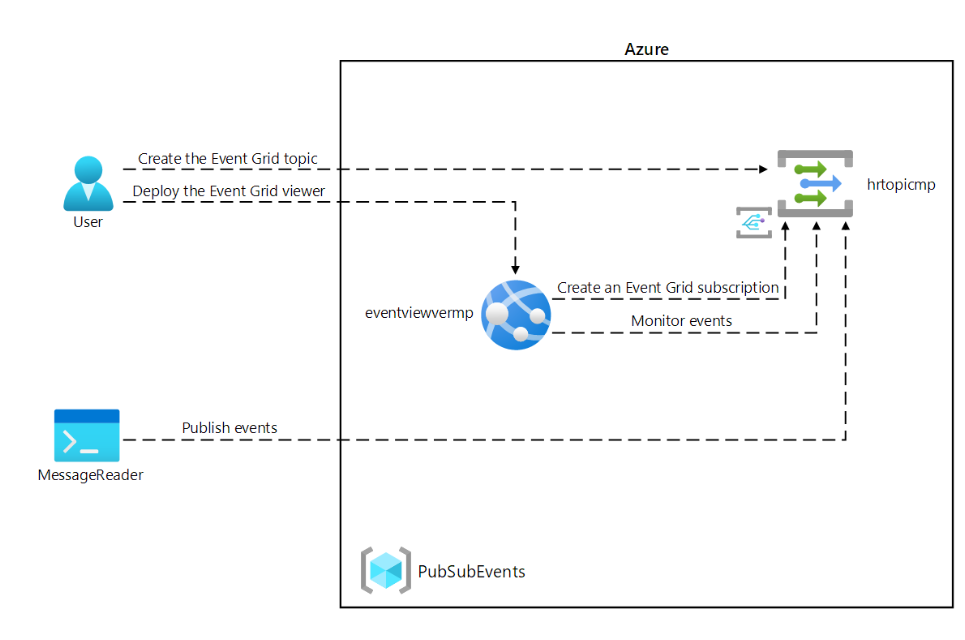 Azure
Create the Event Grid topic
hrtopicmp
Deploy the Event Grid viewer
User
Create an Event Grid subscription
eventviewvermp
Monitor events
Publish events
MessageReader
PubSubEvents